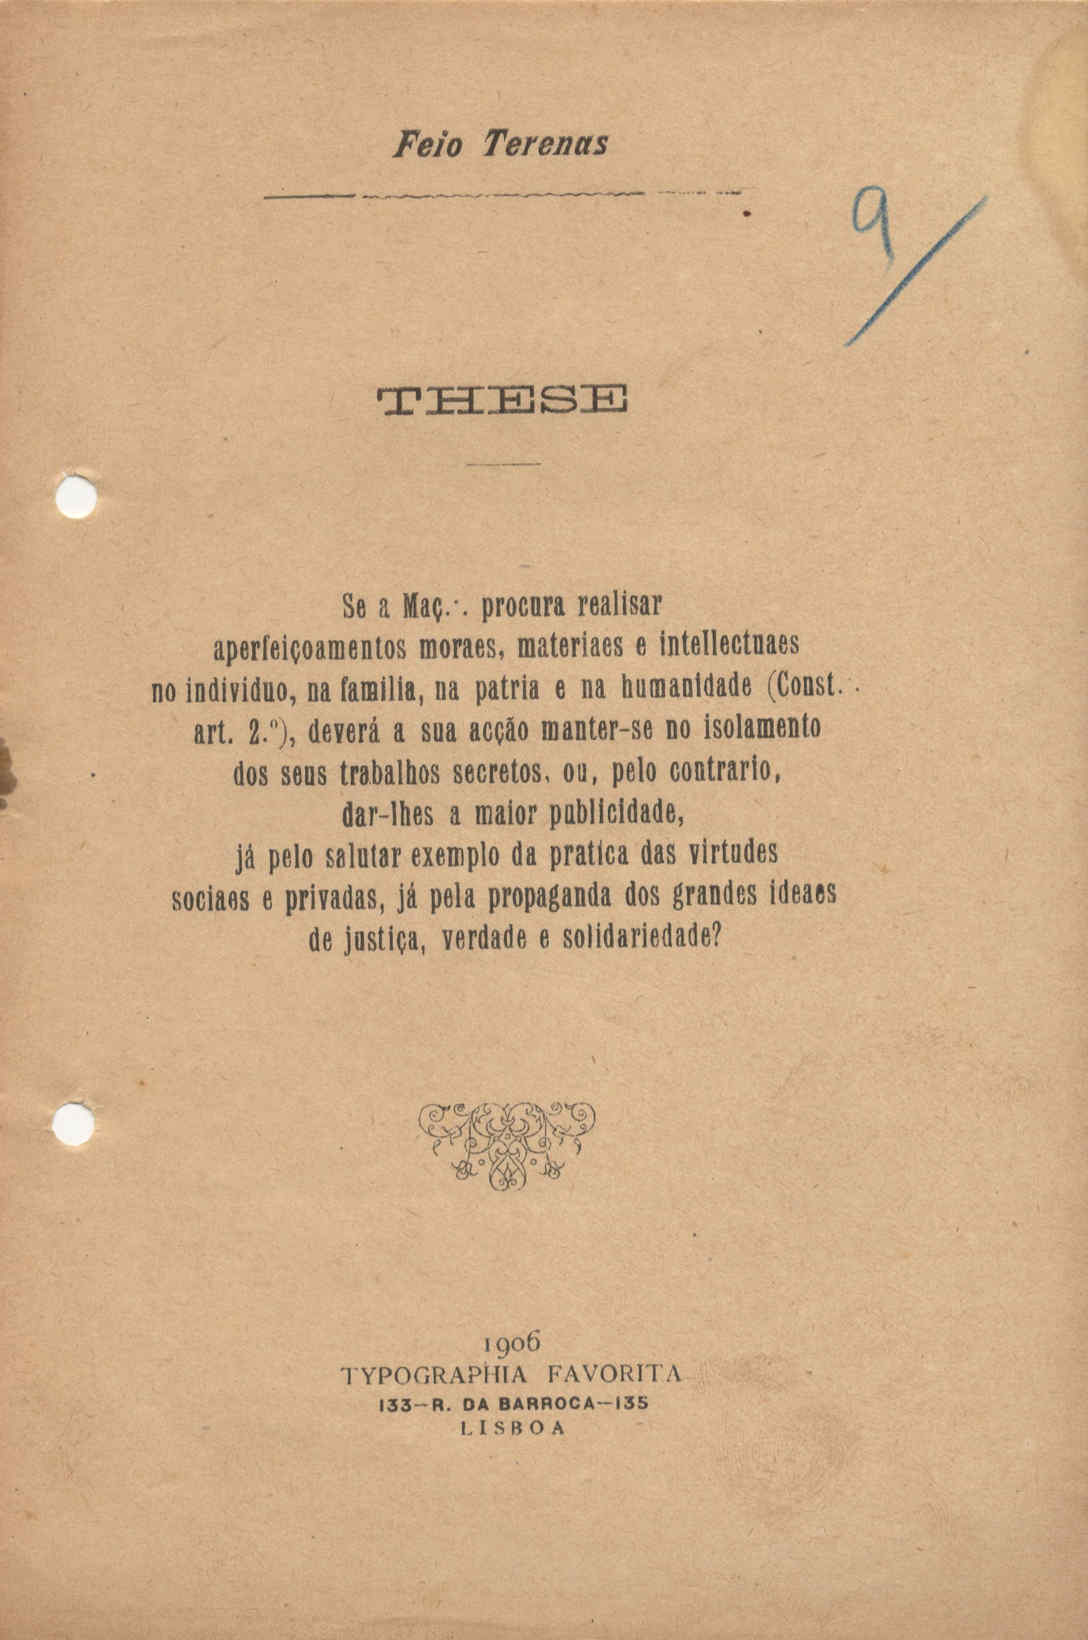 Feio Terenas
9
THESE
Se a Maç.·. procura realisar
aperfeiçoamentos moraes, materiaes e intellectuaes
no individuo, na familia, na patria e na humanidade (Const.·.
art. 2.º), deverá a sua acção manter-se no isolamento
dos seus trabalhos secretos, ou, pelo contrario,
dar-lhes a maior publicidade,
já pelo salutar exemplo da pratica das virtudes
sociaes e privadas, já pela propaganda dos grandes ideaes
de justiça, verdade e solidariedade?
1906
TYPOGRAPHIA FAVORITA
133—R. DA BARROCA—135
LISBOA